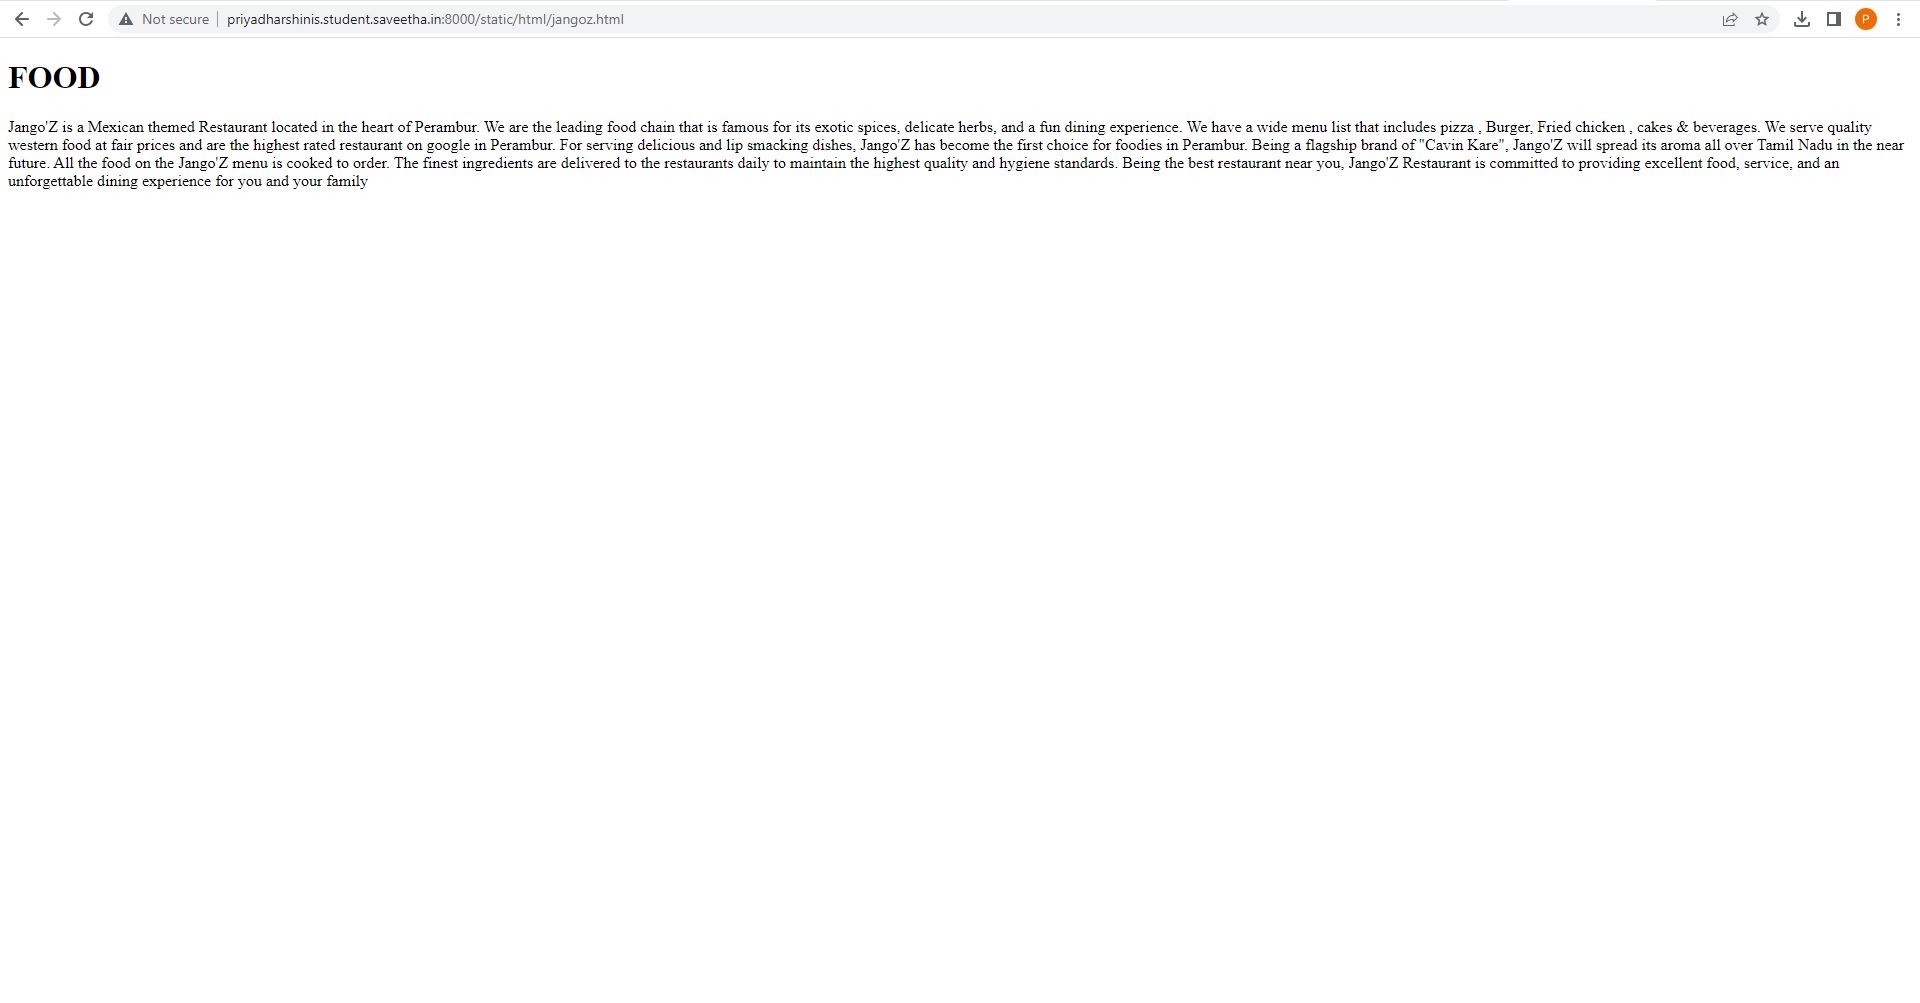 Not secure | priyadharshinis.student.saveetha.in:8000/static/html/jangoz.html
P
FOOD
Jango'Z is a Mexican themed Restaurant located in the heart of Perambur. We are the leading food chain that is famous for its exotic spices, delicate herbs, and a fun dining experience. We have a wide menu list that includes pizza , Burger, Fried chicken , cakes & beverages. We serve quality
western food at fair prices and are the highest rated restaurant on google in Perambur. For serving delicious and lip smacking dishes, Jango'Z has become the first choice for foodies in Perambur. Being a flagship brand of "Cavin Kare", Jango'Z will spread its aroma all over Tamil Nadu in the near
future. All the food on the Jango'Z menu is cooked to order. The finest ingredients are delivered to the restaurants daily to maintain the highest quality and hygiene standards. Being the best restaurant near you, Jango'Z Restaurant is committed to providing excellent food, service, and an
unforgettable dining experience for you and your family